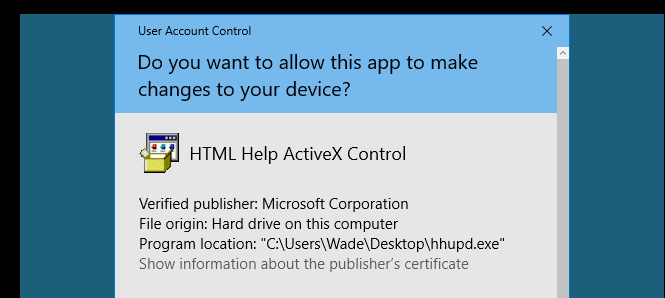 User Account Control
Do you want to allow this app to make
changes to your device?
HTML Help ActiveX Control
Verified publisher: Microsoft Corporation
File origin: Hard drive on this computer
Program location: "C:\Users\Wade\Desktop\hhupd.exe"
Show information about the publisher's certificate